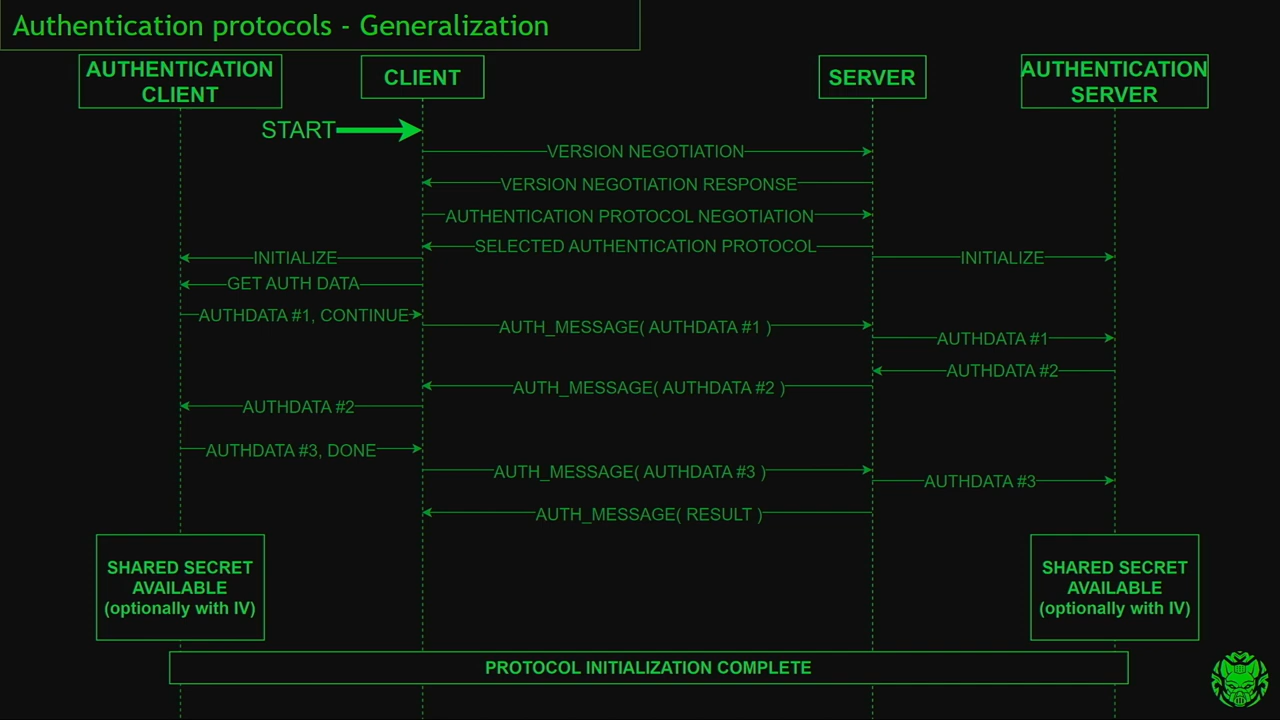 Authentication protocols - Generalization
AUTHENTICATION
CLIENT
CLIENT
SERVER
AUTHENTICATION
SERVER
START
VERSION NEGOTIATION
VERSION NEGOTIATION RESPONSE
AUTHENTICATION PROTOCOL NEGOTIATION
SELECTED AUTHENTICATION PROTOCOL
INITIALIZE
INITIALIZE
GET AUTH DATA
AUTHDATA #1, CONTINUE
AUTH_MESSAGE( AUTHDATA #1 )
AUTHDATA #1
AUTHDATA #2
AUTH_MESSAGE( AUTHDATA #2 )
AUTHDATA #2
AUTHDATA #3, DONE
AUTH_MESSAGE( AUTHDATA #3 )
AUTHDATA #3
AUTH_MESSAGE( RESULT )
SHARED SECRET
AVAILABLE
(optionally with IV)
SHARED SECRET
AVAILABLE
(optionally with IV)
PROTOCOL INITIALIZATION COMPLETE